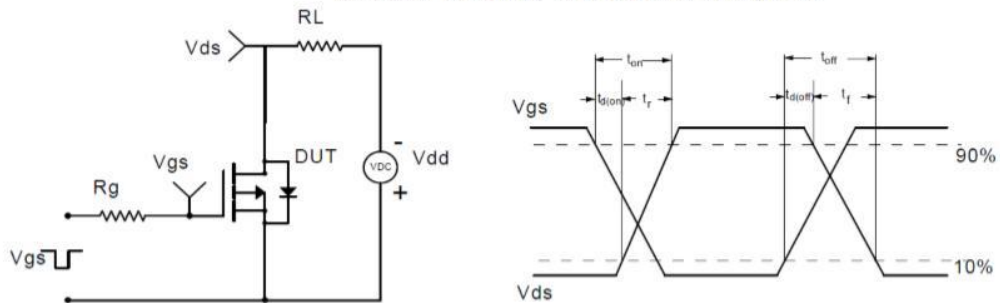 RL
Vds
Vgs
DUT
Rg
VDC
-
Vdd
+
Vgs
ton
toff
td(on)
tr
td(off)
tf
Vgs
90%
10%
Vds